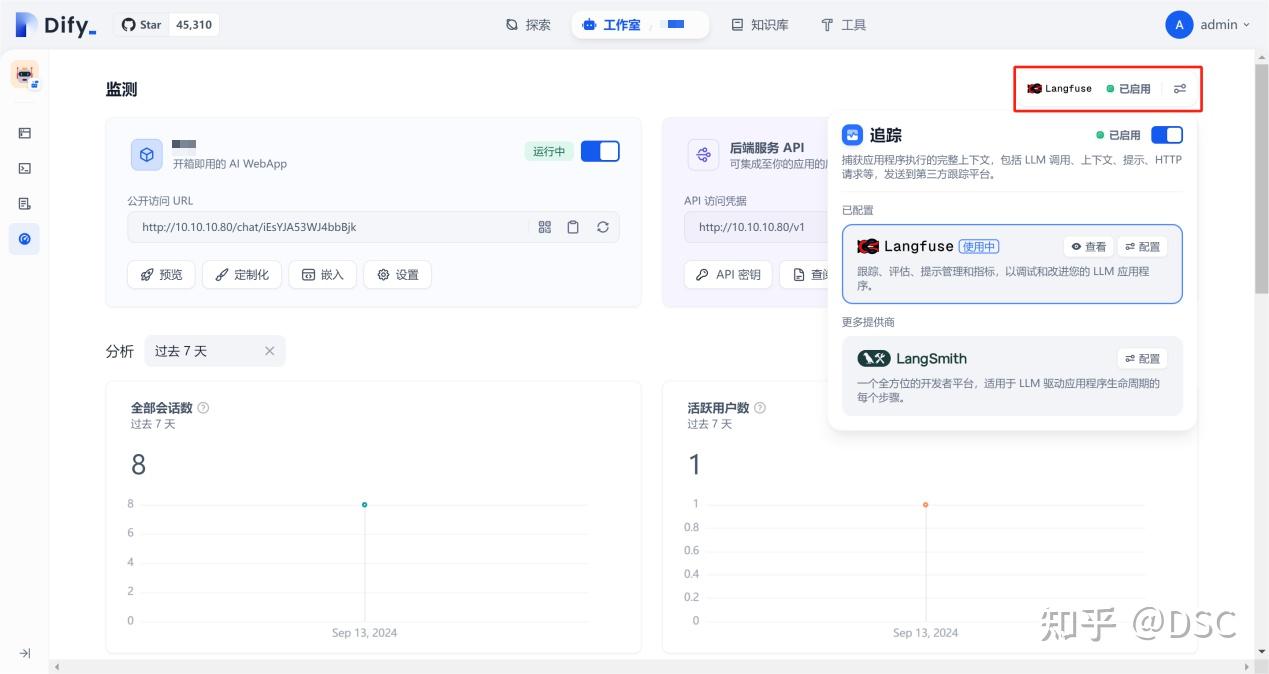 Dify_
Star 45,310
探索
工作室 /
知识库
工具
A admin
监测
Langfuse 已启用
开箱即用的 AI WebApp
运行中
公开访问 URL
http://10.10.10.80/chat/iEsYJA53WJ4bbBjk
预览 定制化 嵌入 设置
后端服务 API
可集成至你的应用的
API 访问凭据
http://10.10.10.80/v1
API 密钥 查
追踪 已启用
捕获应用程序执行的完整上下文，包括 LLM 调用、上下文、提示、HTTP
请求等，发送到第三方跟踪平台。
已配置
Langfuse 使用中 查看 配置
跟踪、评估、提示管理和指标，以调试和改进您的 LLM 应用程
序。
更多提供商
LangSmith 配置
一个全方位的开发者平台，适用于 LLM 驱动应用程序生命周期的
每个步骤。
分析 过去 7 天
全部会话数
过去 7 天
8
8
6
4
2
0
Sep 13, 2024
活跃用户数
过去 7 天
1
1
0.8
0.6
0.4
0.2
0
Sep 13, 2024
知乎 @DSC